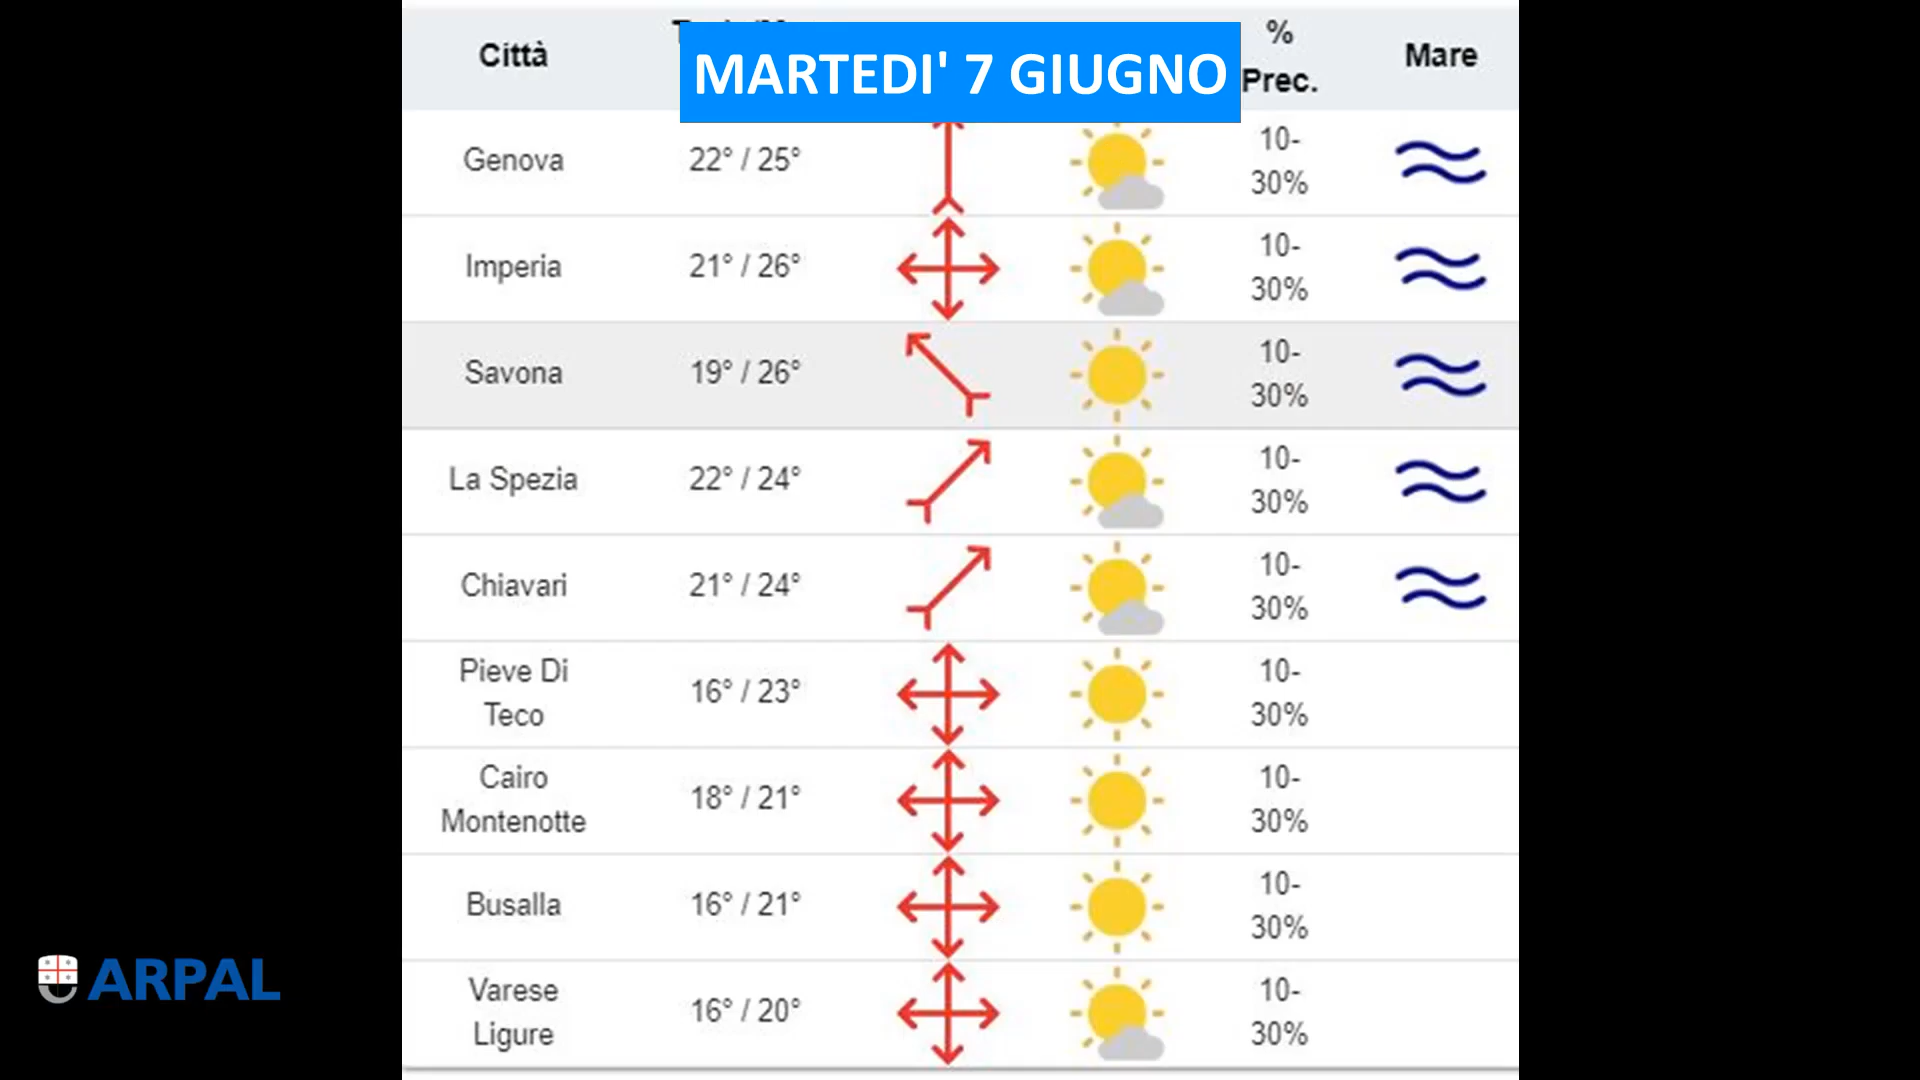 Città
MARTEDI' 7 GIUGNO
%
Prec.
Mare
Genova
22° / 25°
10-
30%
Imperia
21° / 26°
10-
30%
Savona
19° / 26°
10-
30%
La Spezia
22° / 24°
10-
30%
Chiavari
21° / 24°
10-
30%
Pieve Di
Teco
16° / 23°
10-
30%
Cairo
Montenotte
18° / 21°
10-
30%
Busalla
16° / 21°
10-
30%
Varese
Ligure
16° / 20°
10-
30%
ARPAL